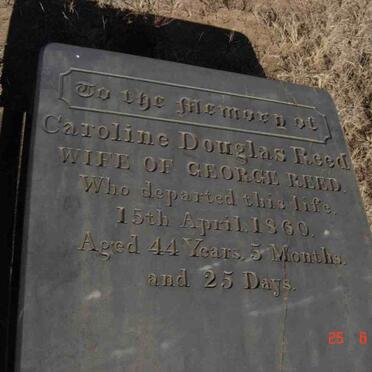 To the Memory of
Caroline Douglas Reed
WIFE OF GEORGE REED.
Who departed this life,
15th April, 1860.
Aged 44 Years, 5 Months,
and 25 Days.
25 6